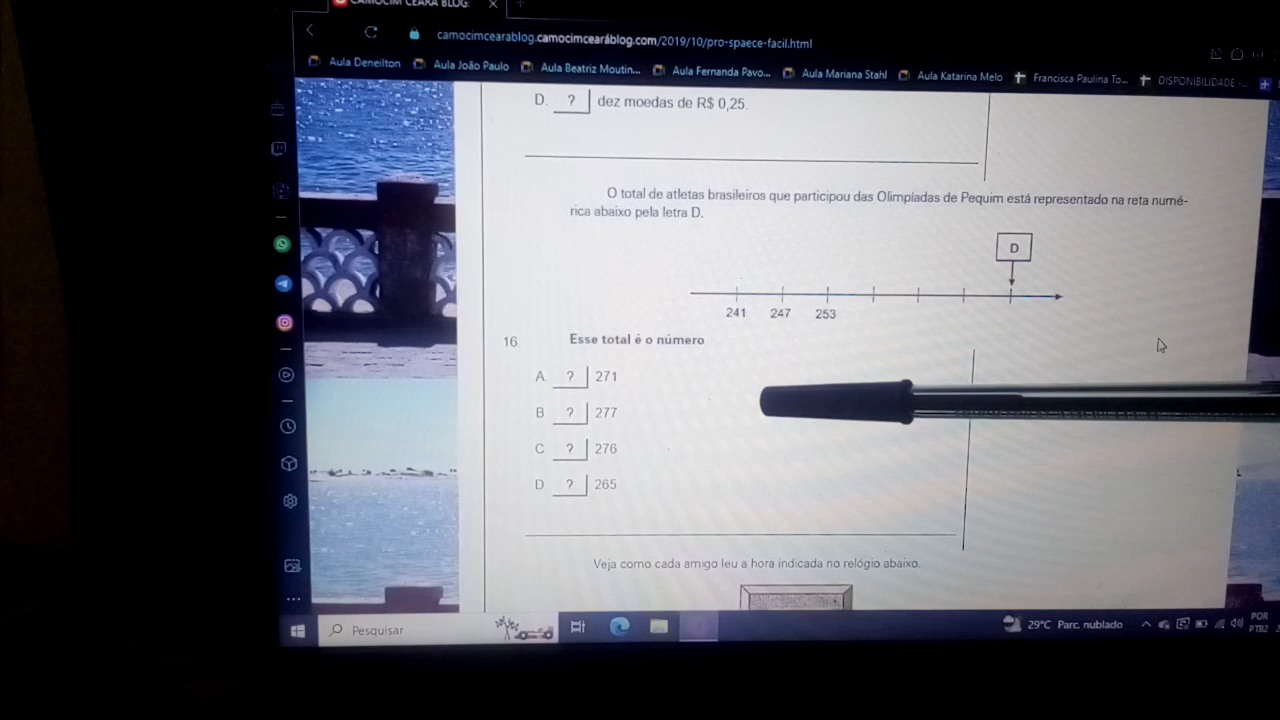 CAMOCIM CEARÁ BLOG:
camocimcearablog.camocimcearáblog.com/2019/10/pro-spaece-facil.html
Aula Deneilton Aula João Paulo Aula Beatriz Moutin... Aula Fernanda Pavo... Aula Mariana Stahl Aula Katarina Melo Francisca Paulina To... DISPONIBILIDADE -...
D. ? dez moedas de R$ 0,25.
O total de atletas brasileiros que participou das Olimpíadas de Pequim está representado na reta numé-
rica abaixo pela letra D.
D
241 247 253
16. Esse total é o número
A. ? 271
B ? 277
C ? 276
D. ? 265
Veja como cada amigo leu a hora indicada no relógio abaixo.
Pesquisar 29°C Parc. nublado POR
PTB2